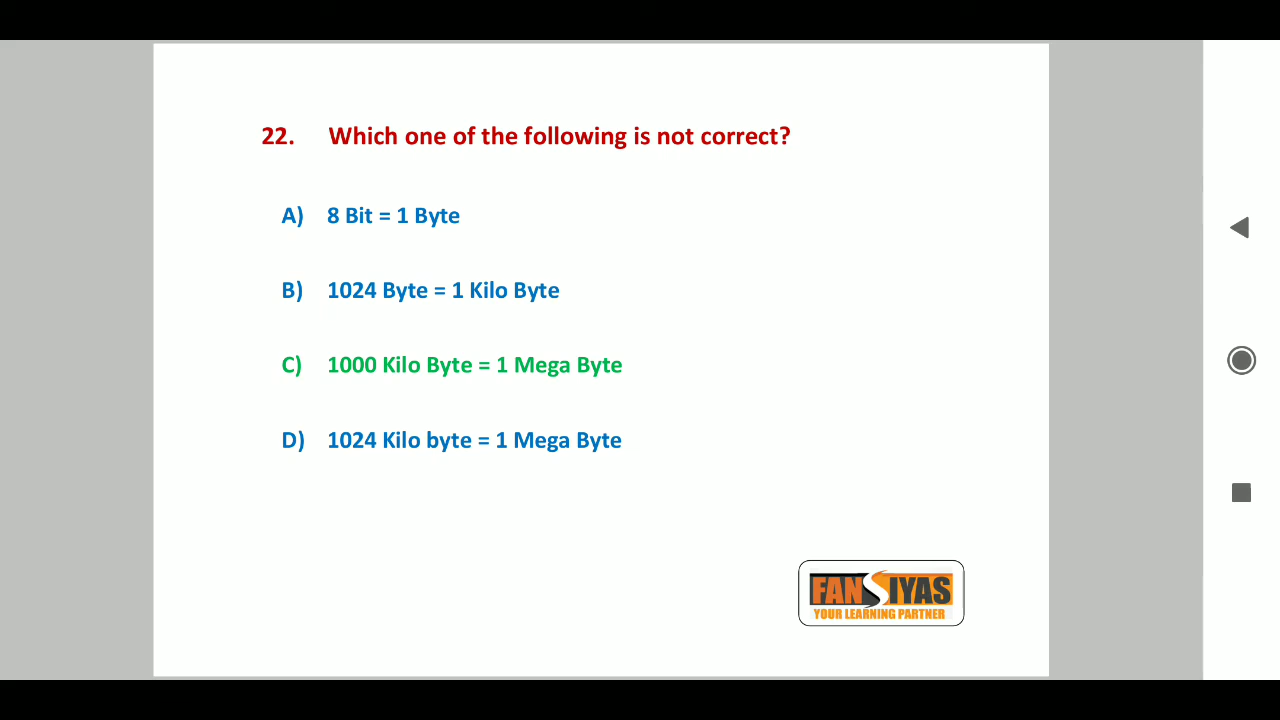 22. Which one of the following is not correct?
A) 8 Bit = 1 Byte
B) 1024 Byte = 1 Kilo Byte
C) 1000 Kilo Byte = 1 Mega Byte
D) 1024 Kilo byte = 1 Mega Byte
FANSIYAS
YOUR LEARNING PARTNER